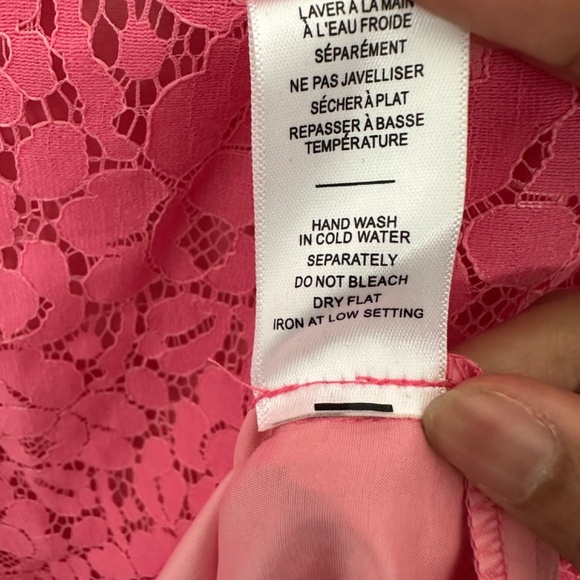 LAVER À LA MAIN
À L'EAU FROIDE
SÉPARÉMENT
NE PAS JAVELLISER
SÉCHER À PLAT
REPASSER À BASSE
TEMPÉRATURE
HAND WASH
IN COLD WATER
SEPARATELY
DO NOT BLEACH
DRY FLAT
IRON AT LOW SETTING